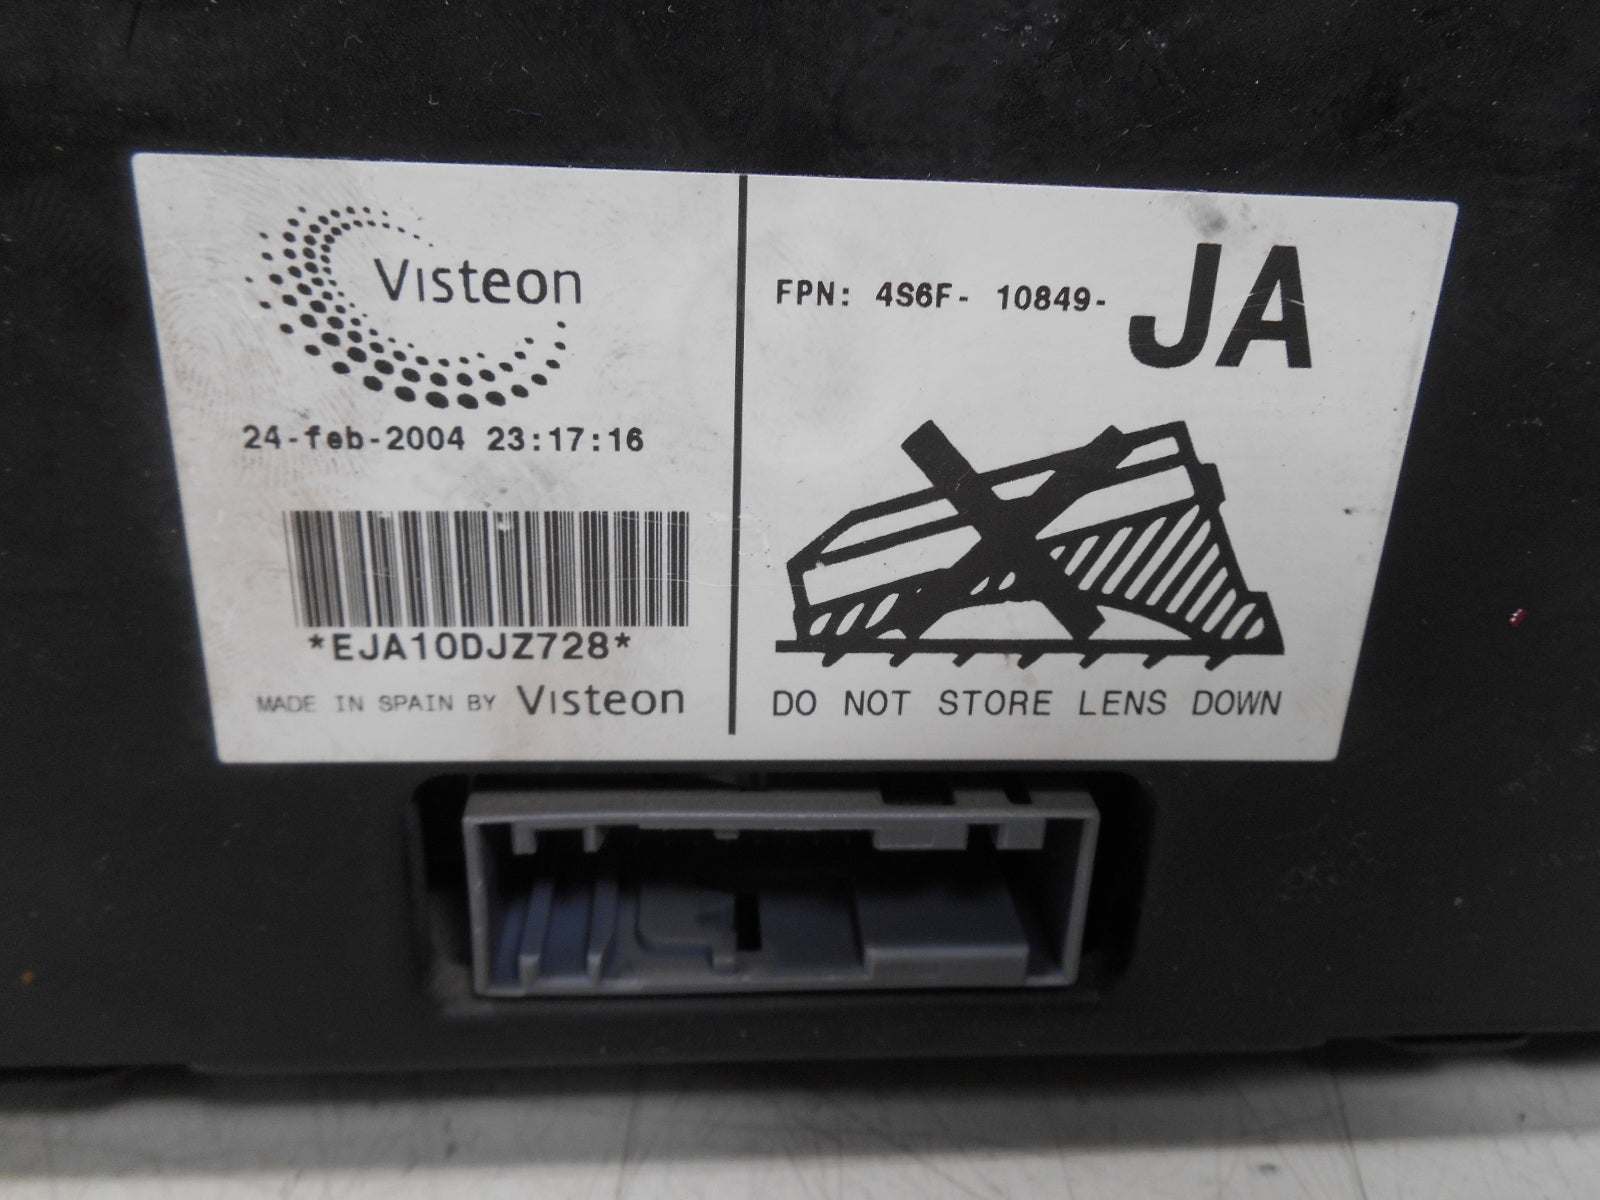 Visteon
24-feb-2004 23:17:16
*EJA10DJZ728*
MADE IN SPAIN BY Visteon
FPN: 4S6F- 10849- JA
DO NOT STORE LENS DOWN